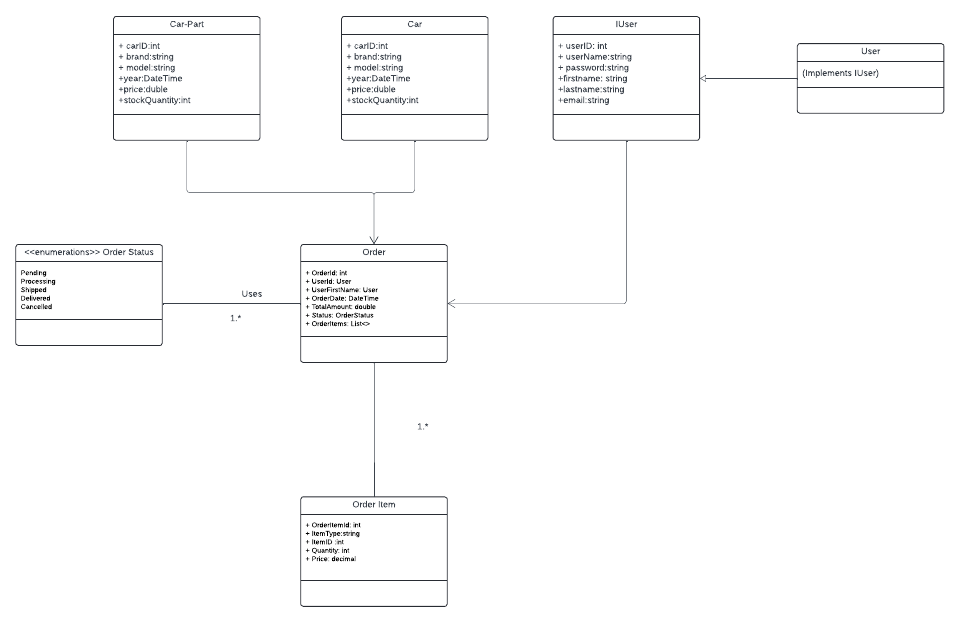 Car-Part
+ carID:int
+ brand:string
+ model:string
+year:DateTime
+price:duble
+stockQuantity:int
Car
+ carID:int
+ brand:string
+ model:string
+year:DateTime
+price:duble
+stockQuantity:int
IUser
+ userID: int
+ userName:string
+ password:string
+firstname: string
+lastname:string
+email:string
User
(Implements IUser)
<<enumerations>> Order Status
Pending
Processing
Shipped
Delivered
Cancelled
Uses
1.*
Order
+ OrderId: int
+ UserId: User
+ UserFirstName: User
+ OrderDate: DateTime
+ TotalAmount: double
+ Status: OrderStatus
+ OrderItems: List<>
1.*
Order Item
+ OrderItemId: int
+ ItemType:string
+ ItemID :int
+ Quantity: int
+ Price: decimal